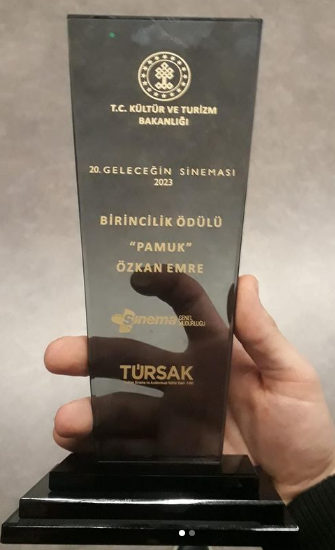 T.C. KÜLTÜR VE TURİZM
BAKANLIĞI
20. GELECEĞİN SİNEMASI
2023
BİRİNCİLİK ÖDÜLÜ
“PAMUK”
ÖZKAN EMRE
sinema GENEL
MÜDÜRLÜĞÜ
TÜRSAK